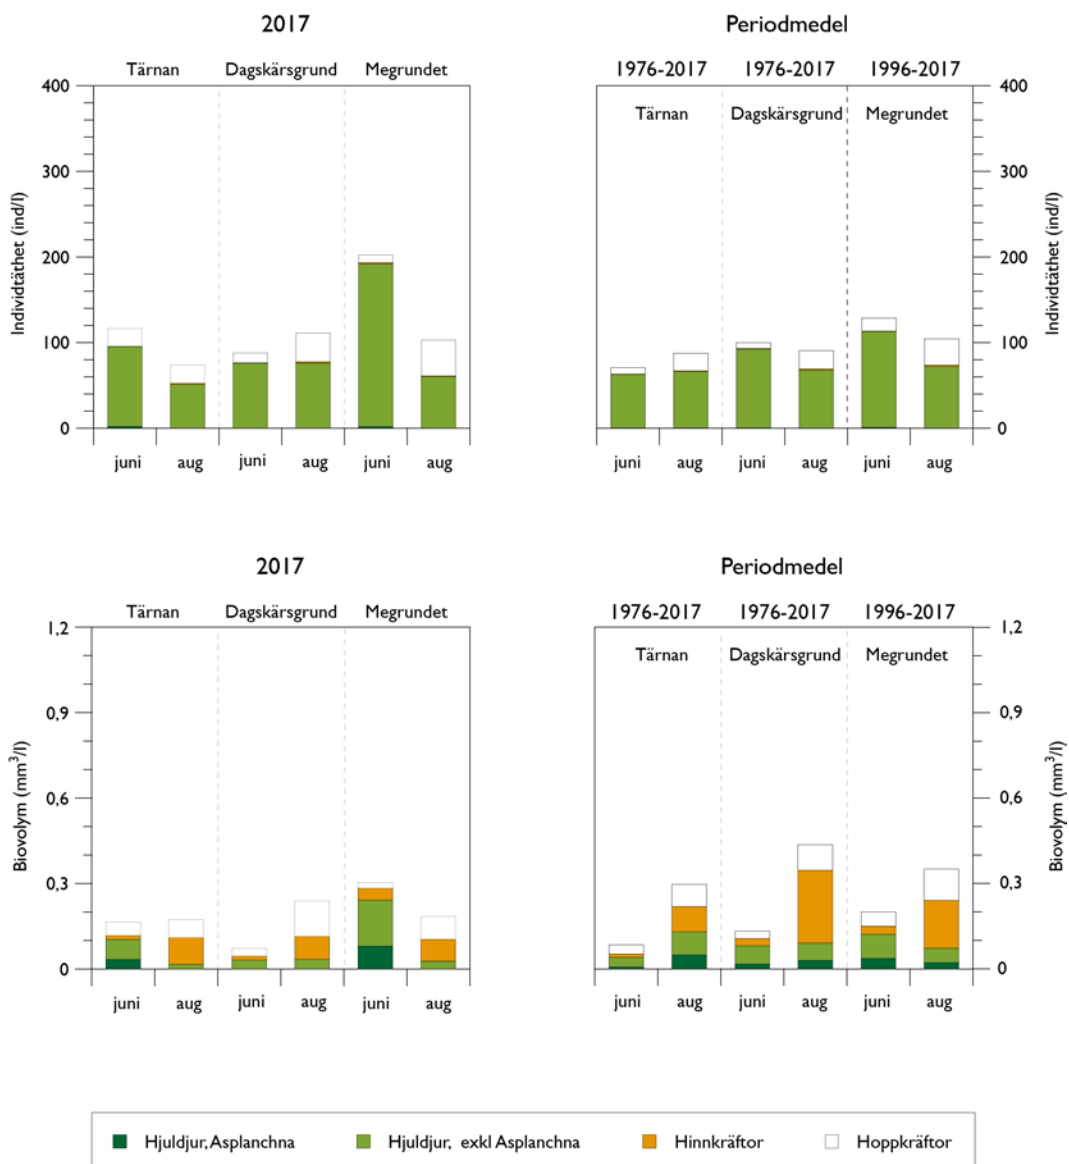 2017
Periodmedel
Tärnan Dagskärsgrund Megrundet
1976-2017 1976-2017 1996-2017
Tärnan Dagskärsgrund Megrundet
400
300
200
100
0
Individtäthet (ind/l)
400
300
200
100
0
Individtäthet (ind/l)
juni aug juni aug juni aug
juni aug juni aug juni aug
2017
Periodmedel
Tärnan Dagskärsgrund Megrundet
1976-2017 1976-2017 1996-2017
Tärnan Dagskärsgrund Megrundet
1,2
0,9
0,6
0,3
0
Biovolym (mm³/l)
1,2
0,9
0,6
0,3
0
Biovolym (mm³/l)
juni aug juni aug juni aug
juni aug juni aug juni aug
Hjuldjur, Asplanchna Hjuldjur, exkl Asplanchna Hinnkräftor Hoppkräftor